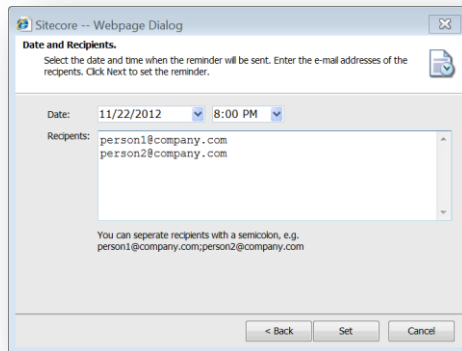 Sitecore -- Webpage Dialog
Date and Recipients.
Select the date and time when the reminder will be sent. Enter the e-mail addresses of the
recipents. Click Next to set the reminder.
Date: 11/22/2012 8:00 PM
Recipents: person1@company.com
person2@company.com
You can seperate recipients with a semicolon, e.g.
person1@company.com;person2@company.com
< Back Set Cancel